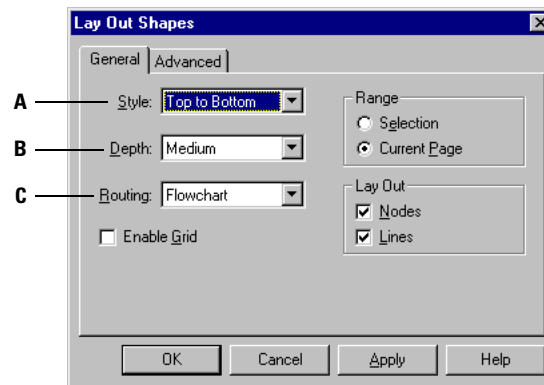 Lay Out Shapes
General Advanced
A Style: Top to Bottom
B Depth: Medium
C Routing: Flowchart
Enable Grid
Range
Selection
Current Page
Lay Out
Nodes
Lines
OK Cancel Apply Help